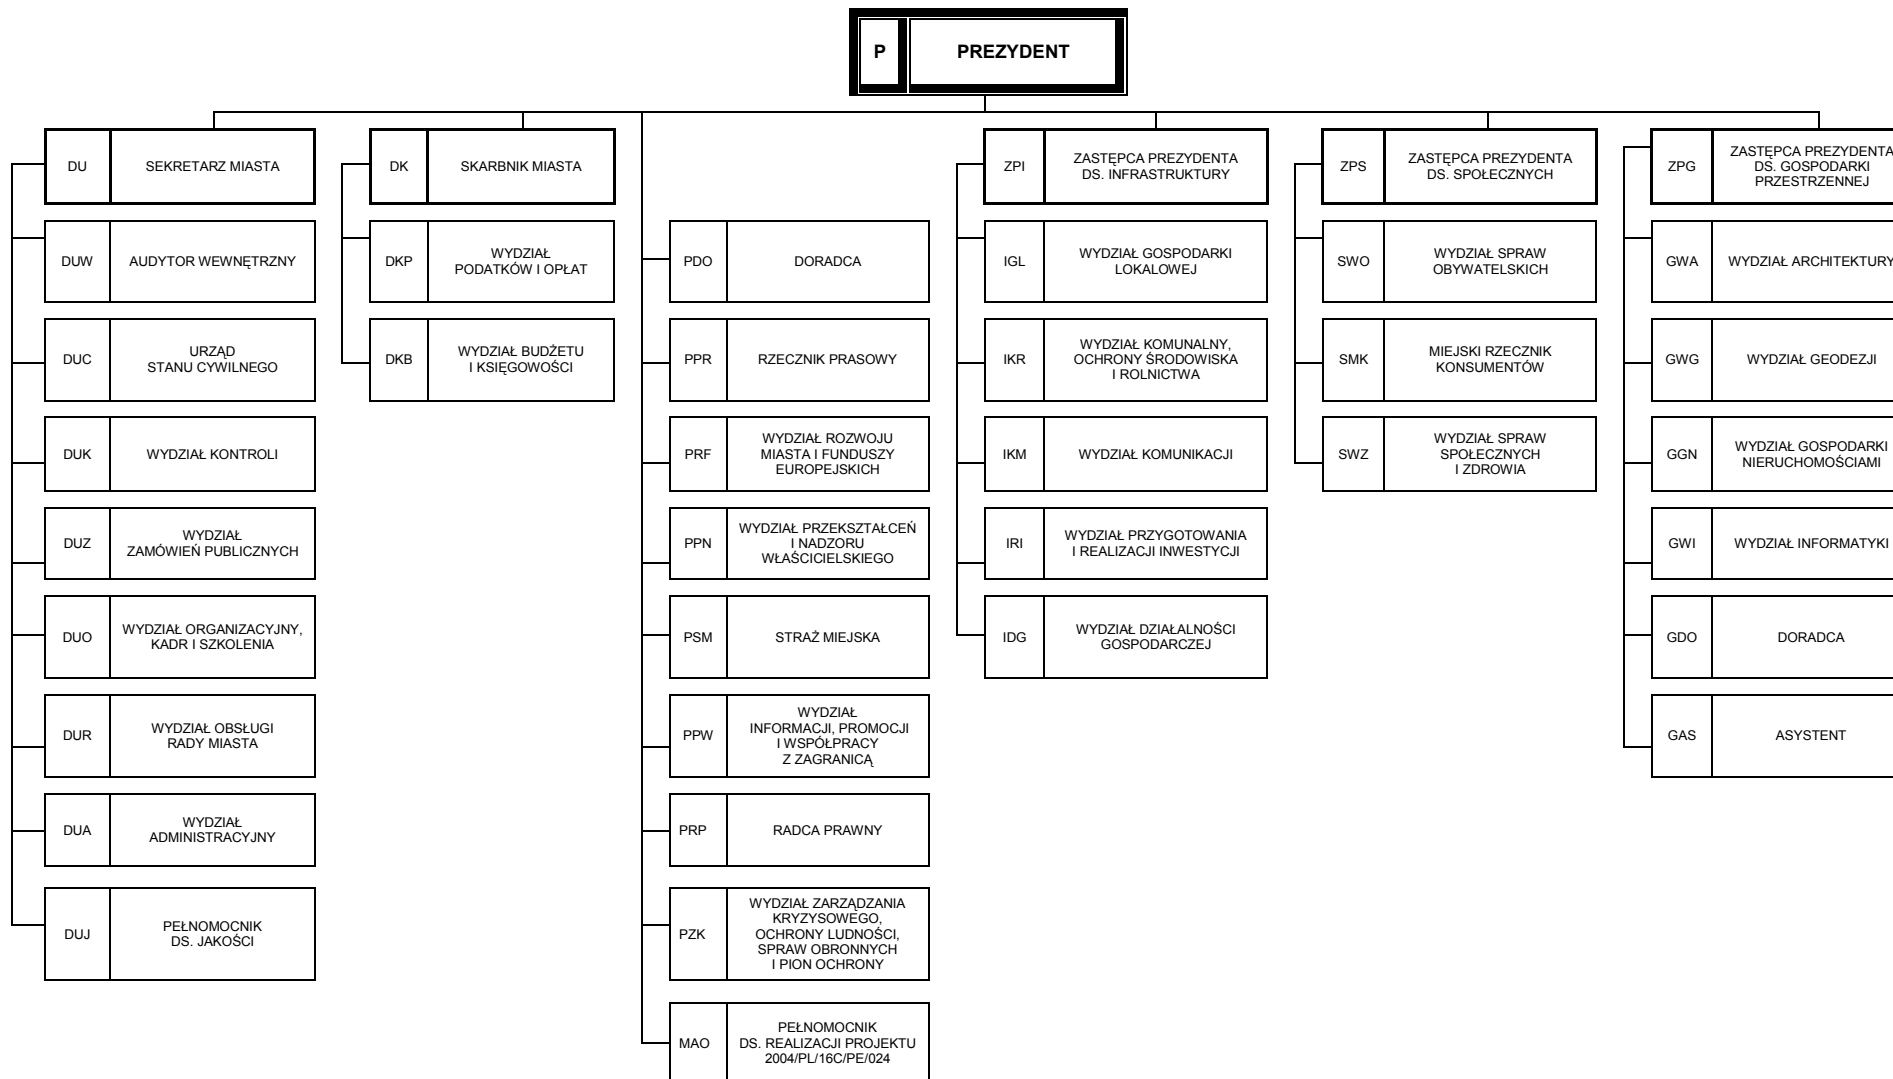 P
PREZYDENT
DU
SEKRETARZ MIASTA
DUW
AUDYTOR WEWNĘTRZNY
DUC
URZĄD
STANU CYWILNEGO
DUK
WYDZIAŁ KONTROLI
DUZ
WYDZIAŁ
ZAMÓWIEŃ PUBLICZNYCH
DUO
WYDZIAŁ ORGANIZACYJNY,
KADR I SZKOLENIA
DUR
WYDZIAŁ OBSŁUGI
RADY MIASTA
DUA
WYDZIAŁ
ADMINISTRACYJNY
DUJ
PEŁNOMOCNIK
DS. JAKOŚCI
DK
SKARBNIK MIASTA
DKP
WYDZIAŁ
PODATKÓW I OPŁAT
DKB
WYDZIAŁ BUDŻETU
I KSIĘGOWOŚCI
PDO
DORADCA
PPR
RZECZNIK PRASOWY
PRF
WYDZIAŁ ROZWOJU
MIASTA I FUNDUSZY
EUROPEJSKICH
PPN
WYDZIAŁ PRZEKSZTAŁCEŃ
I NADZORU
WŁAŚCICIELSKIEGO
PSM
STRAŻ MIEJSKA
PPW
WYDZIAŁ
INFORMACJI, PROMOCJI
I WSPÓŁPRACY
Z ZAGRANICĄ
PRP
RADCA PRAWNY
PZK
WYDZIAŁ ZARZĄDZANIA
KRYZYSOWEGO,
OCHRONY LUDNOŚCI,
SPRAW OBRONNYCH
I PION OCHRONY
MAO
PEŁNOMOCNIK
DS. REALIZACJI PROJEKTU
2004/PL/16C/PE/024
ZPI
ZASTĘPCA PREZYDENTA
DS. INFRASTRUKTURY
IGL
WYDZIAŁ GOSPODARKI
LOKALOWEJ
IKR
WYDZIAŁ KOMUNALNY,
OCHRONY ŚRODOWISKA
I ROLNICTWA
IKM
WYDZIAŁ KOMUNIKACJI
IRI
WYDZIAŁ PRZYGOTOWANIA
I REALIZACJI INWESTYCJI
IDG
WYDZIAŁ DZIAŁALNOŚCI
GOSPODARCZEJ
ZPS
ZASTĘPCA PREZYDENTA
DS. SPOŁECZNYCH
SWO
WYDZIAŁ SPRAW
OBYWATELSKICH
SMK
MIEJSKI RZECZNIK
KONSUMENTÓW
SWZ
WYDZIAŁ SPRAW
SPOŁECZNYCH
I ZDROWIA
ZPG
ZASTĘPCA PREZYDENTA
DS. GOSPODARKI
PRZESTRZENNEJ
GWA
WYDZIAŁ ARCHITEKTURY
GWG
WYDZIAŁ GEODEZJI
GGN
WYDZIAŁ GOSPODARKI
NIERUCHOMOŚCIAMI
GWI
WYDZIAŁ INFORMATYKI
GDO
DORADCA
GAS
ASYSTENT